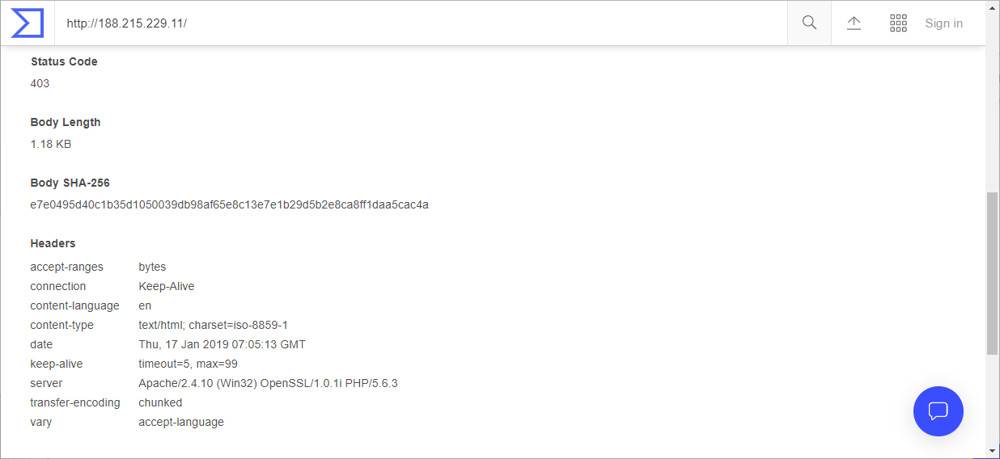 http://188.215.229.11/
Sign in
Status Code
403
Body Length
1.18 KB
Body SHA-256
e7e0495d40c1b35d1050039db98af65e8c13e7e1b29d5b2e8ca8ff1daa5cac4a
Headers
accept-ranges bytes
connection Keep-Alive
content-language en
content-type text/html; charset=iso-8859-1
date Thu, 17 Jan 2019 07:05:13 GMT
keep-alive timeout=5, max=99
server Apache/2.4.10 (Win32) OpenSSL/1.0.1i PHP/5.6.3
transfer-encoding chunked
vary accept-language